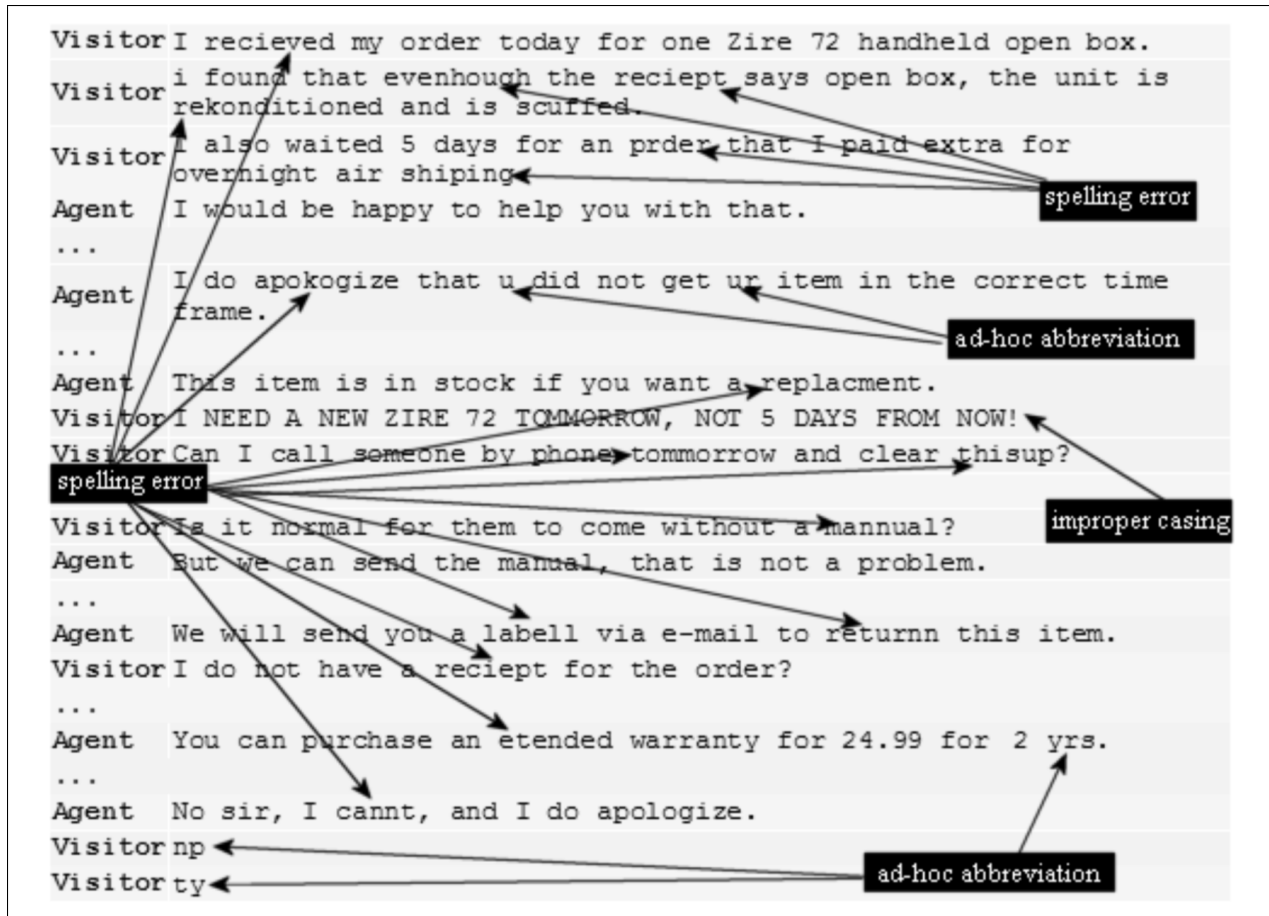 Visitor I recieved my order today for one Zire 72 handheld open box.
Visitor i found that evenhough the reciept says open box, the unit is
rekonditioned and is scuffed.
Visitor I also waited 5 days for an prder that I paid extra for
overnight air shiping
spelling error
Agent I would be happy to help you with that.
...
Agent I do apokogize that u did not get ur item in the correct time
frame.
ad-hoc abbreviation
...
Agent This item is in stock if you want a replacment.
Visitor I NEED A NEW ZIRE 72 TOMMORROW, NOT 5 DAYS FROM NOW!
Visitor Can I call someone by phone tommorrow and clear thisup?
spelling error
improper casing
Visitor Is it normal for them to come without a mannual?
Agent But we can send the manual, that is not a problem.
...
Agent We will send you a labell via e-mail to returnn this item.
Visitor I do not have a reciept for the order?
...
Agent You can purchase an etended warranty for 24.99 for 2 yrs.
...
Agent No sir, I cannt, and I do apologize.
Visitor np
ad-hoc abbreviation
Visitor ty